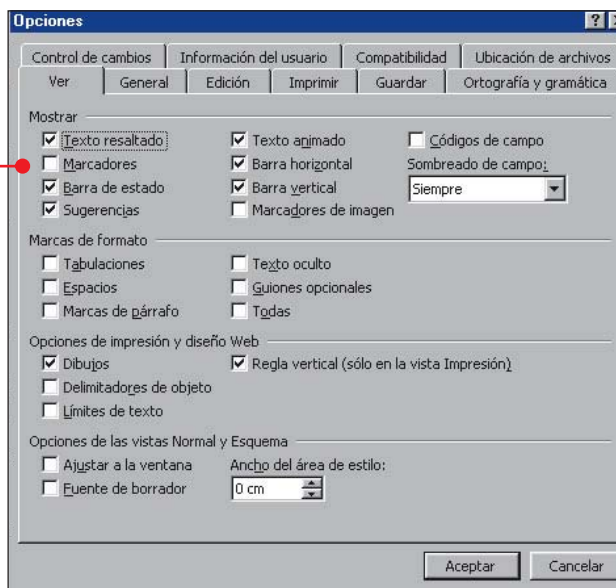 Opciones
Control de cambios Información del usuario Compatibilidad Ubicación de archivos
Ver General Edición Imprimir Guardar Ortografía y gramática
Mostrar
Texto resaltado Texto animado Códigos de campo
Marcadores Barra horizontal Sombreado de campo:
Barra de estado Barra vertical Siempre
Sugerencias Marcadores de imagen
Marcas de formato
Tabulaciones Texto oculto
Espacios Guiones opcionales
Marcas de párrafo Todas
Opciones de impresión y diseño Web
Dibujos Regla vertical (sólo en la vista Impresión)
Delimitadores de objeto
Límites de texto
Opciones de las vistas Normal y Esquema
Ajustar a la ventana Ancho del área de estilo:
Fuente de borrador 0 cm
Aceptar Cancelar